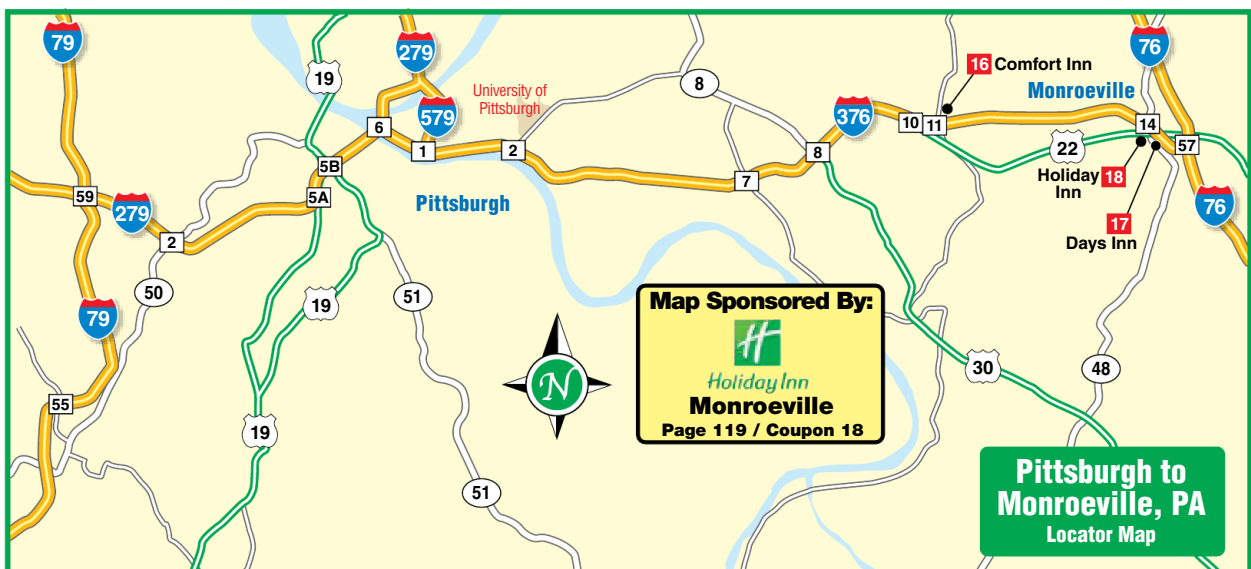 79
19
279
579
University of
Pittsburgh
8
376
16 Comfort Inn
Monroeville
76
6
1
2
10
11
14
22
57
5B
5A
8
7
Holiday
Inn
18
17
Days Inn
76
59
279
2
Pittsburgh
50
79
19
51
55
19
51
N
Map Sponsored By:
H
Holiday Inn
Monroeville
Page 119 / Coupon 18
30
48
Pittsburgh to
Monroeville, PA
Locator Map